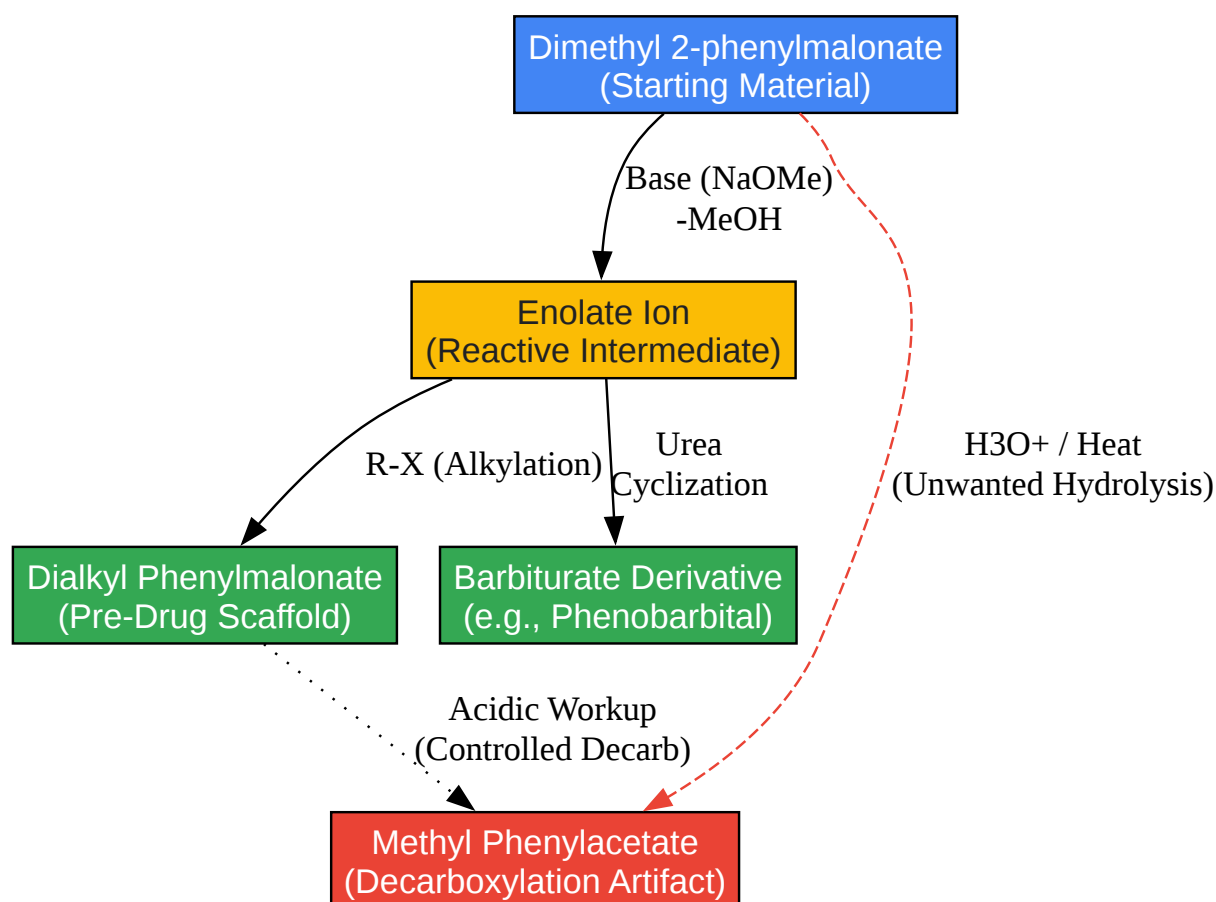 Dimethyl 2-phenylmalonate
(Starting Material)
Base (NaOMe)
-MeOH
Enolate Ion
(Reactive Intermediate)
R-X (Alkylation)
Urea
Cyclization
H3O+ / Heat
(Unwanted Hydrolysis)
Dialkyl Phenylmalonate
(Pre-Drug Scaffold)
Barbiturate Derivative
(e.g., Phenobarbital)
Acidic Workup
(Controlled Decarb)
Methyl Phenylacetate
(Decarboxylation Artifact)